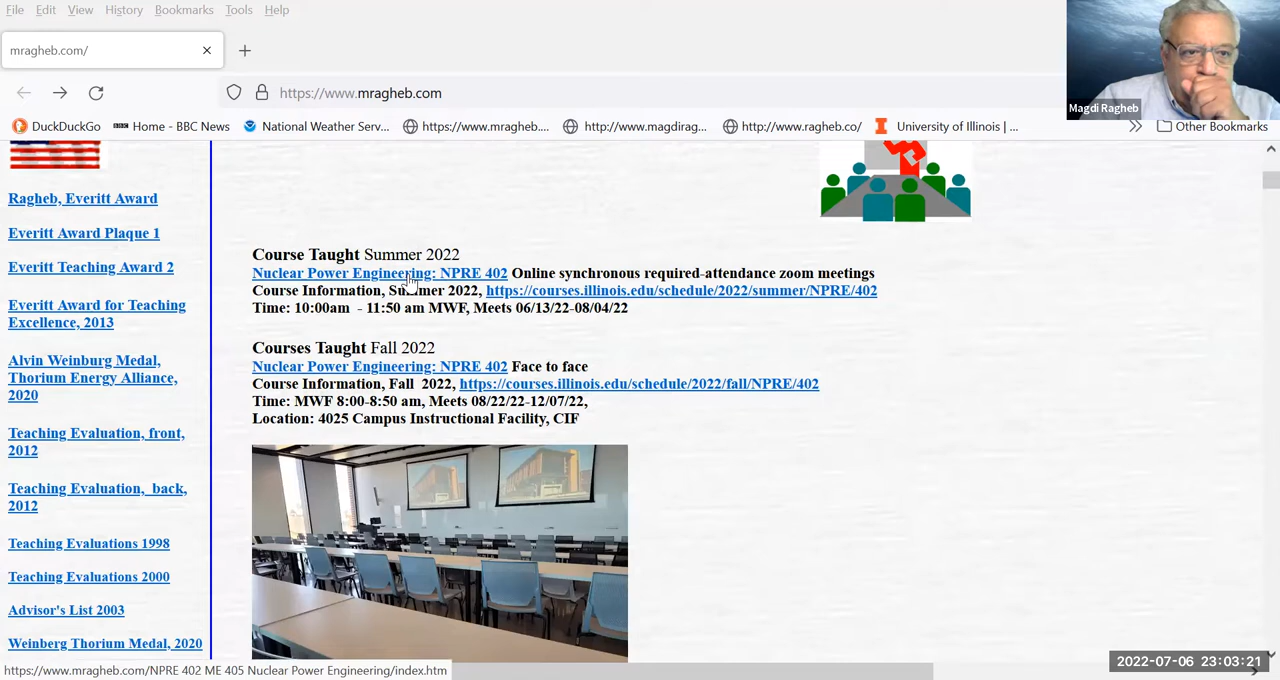 File Edit View History Bookmarks Tools Help
mragheb.com/
https://www.mragheb.com
Magdi Ragheb
DuckDuckGo
BBC Home - BBC News
National Weather Serv...
https://www.mragheb....
http://www.magdirag...
http://www.ragheb.co/
University of Illinois | ...
Other Bookmarks
Ragheb, Everitt Award
Everitt Award Plaque 1
Everitt Teaching Award 2
Everitt Award for Teaching
Excellence, 2013
Alvin Weinburg Medal,
Thorium Energy Alliance,
2020
Teaching Evaluation, front,
2012
Teaching Evaluation, back,
2012
Teaching Evaluations 1998
Teaching Evaluations 2000
Advisor's List 2003
Weinberg Thorium Medal, 2020
Course Taught Summer 2022
Nuclear Power Engineering: NPRE 402 Online synchronous required-attendance zoom meetings
Course Information, Summer 2022, https://courses.illinois.edu/schedule/2022/summer/NPRE/402
Time: 10:00am - 11:50 am MWF, Meets 06/13/22-08/04/22
Courses Taught Fall 2022
Nuclear Power Engineering: NPRE 402 Face to face
Course Information, Fall 2022, https://courses.illinois.edu/schedule/2022/fall/NPRE/402
Time: MWF 8:00-8:50 am, Meets 08/22/22-12/07/22,
Location: 4025 Campus Instructional Facility, CIF
https://www.mragheb.com/NPRE 402 ME 405 Nuclear Power Engineering/index.htm
2022-07-06 23:03:21